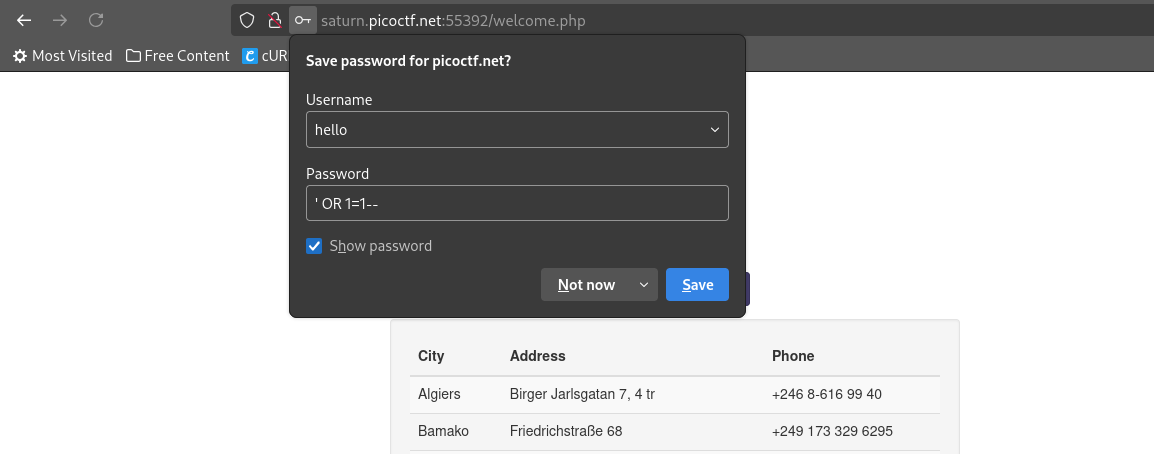 saturn.picoctf.net:55392/welcome.php
Most Visited Free Content cUR
Save password for picoctf.net?
Username
hello
Password
' OR 1=1--
Show password
Not now Save
City Address Phone
Algiers Birger Jarlsgatan 7, 4 tr +246 8-616 99 40
Bamako Friedrichstraße 68 +249 173 329 6295